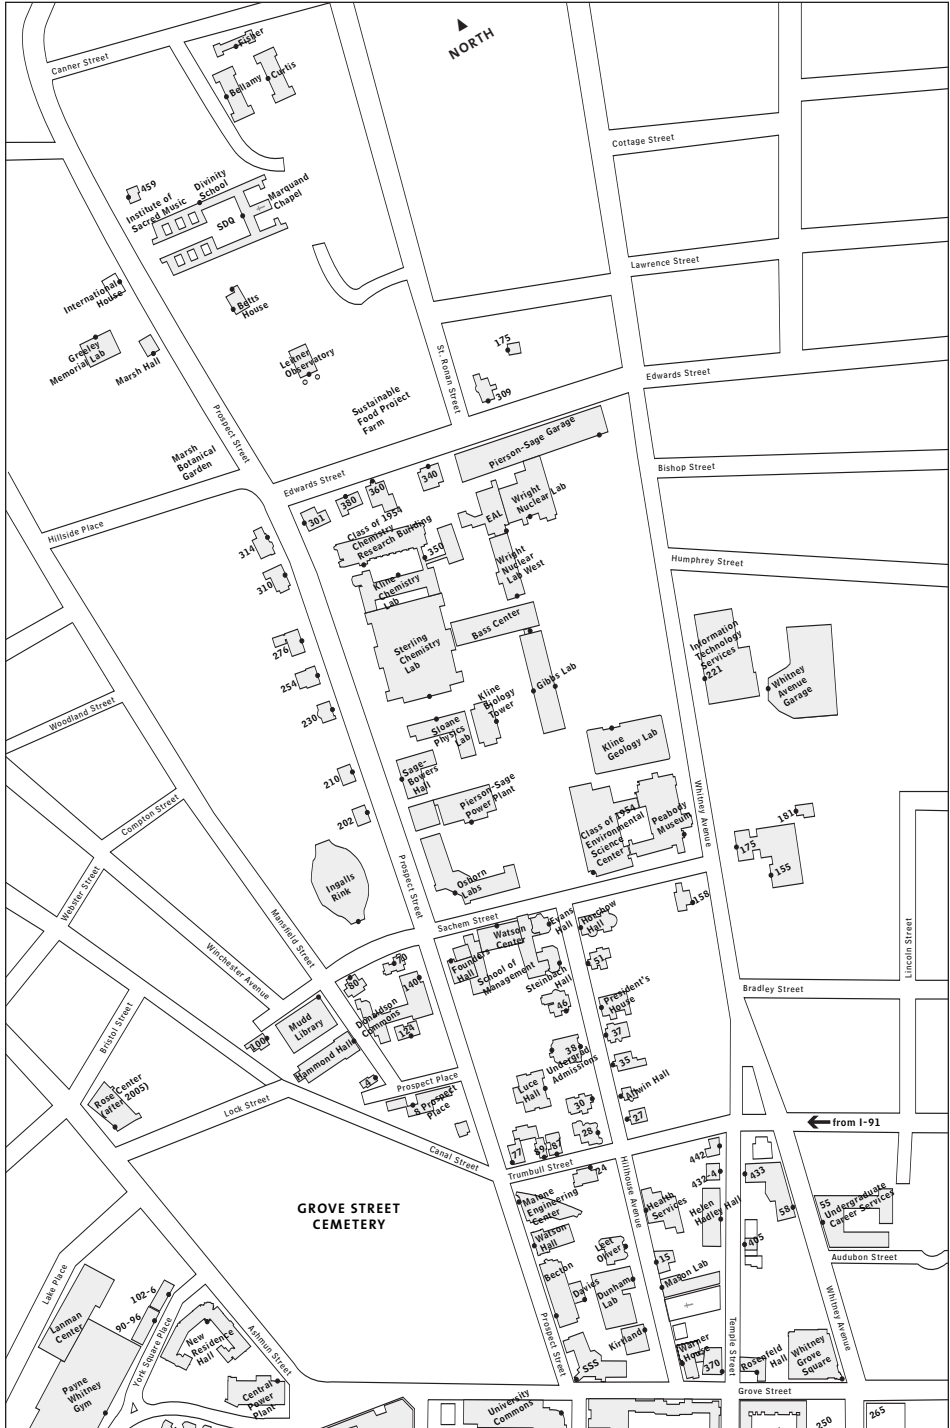 Canner Street
Fisher
NORTH
Bellamy
Curtis
Cottage Street
459
Institute of
Sacred Music
Divinity
School
Marquand
Chapel
SDQ
Lawrence Street
International
House
Betts
House
Greeley
Memorial Lab
Marsh Hall
Leitner
Observatory
St. Ronan Street
175
309
Edwards Street
Sustainable
Food Project
Farm
Prospect Street
Marsh
Botanical
Garden
Pierson-Sage Garage
Bishop Street
Edwards Street
340
360
380
301
Hillside Place
EAL
Wright
Nuclear Lab
Class of 1954
Chemistry
Research Building
350
314
310
Wright
Nuclear
Lab West
Humphrey Street
Kline
Chemistry
Lab
Bass Center
276
254
230
Sterling
Chemistry
Lab
Gibbs Lab
Information
Technology
Services
221
Whitney
Avenue
Garage
Woodland Street
Kline
Biology
Tower
Sloane
Physics
Lab
Kline
Geology Lab
210
202
Sage-
Bowers
Hall
Pierson-Sage
Power Plant
Whitney Avenue
Compton Street
Class of 1954
Environmental
Science
Center
Peabody
Museum
181
175
155
Webster Street
Ingalls
Rink
Prospect Street
Osborn
Labs
158
Mansfield Street
Sachem Street
Watson
Center
Evans
Hall
Horchow
Hall
Lincoln Street
Winchester Avenue
70
80
140
Founders
Hall
School of
Management
Steinbach
Hall
51
Bradley Street
Donaldson
Commons
124
46
President's
House
37
Bristol Street
Mudd
Library
100
Hammond Hall
38
Undergrad
Admissions
35
4
Prospect Place
8 Prospect
Place
Luce
Hall
Allwin Hall
Rose Center
(after 2005)
Lock Street
30
27
from I-91
Canal Street
77
89
87
28
Trumbull Street
24
442
432-4
433
Hillhouse Avenue
GROVE STREET
CEMETERY
Malone
Engineering
Center
Health
Services
Helen
Hadley Hall
58
55
Undergraduate
Career Services
Watson
Hall
Leet
Oliver
405
Audubon Street
15
Becton
Davies
Dunham
Lab
Mason Lab
Lake Place
102-6
90-96
Lanman
Center
York Square Place
New
Residence
Hall
Ashmun Street
Prospect Street
Kirtland
SSS
Warner
House
370
Temple Street
Rosenfeld
Hall
Whitney
Grove
Square
Whitney Avenue
Payne
Whitney
Gym
Central
Power
Plant
Grove Street
University
Commons
250
265